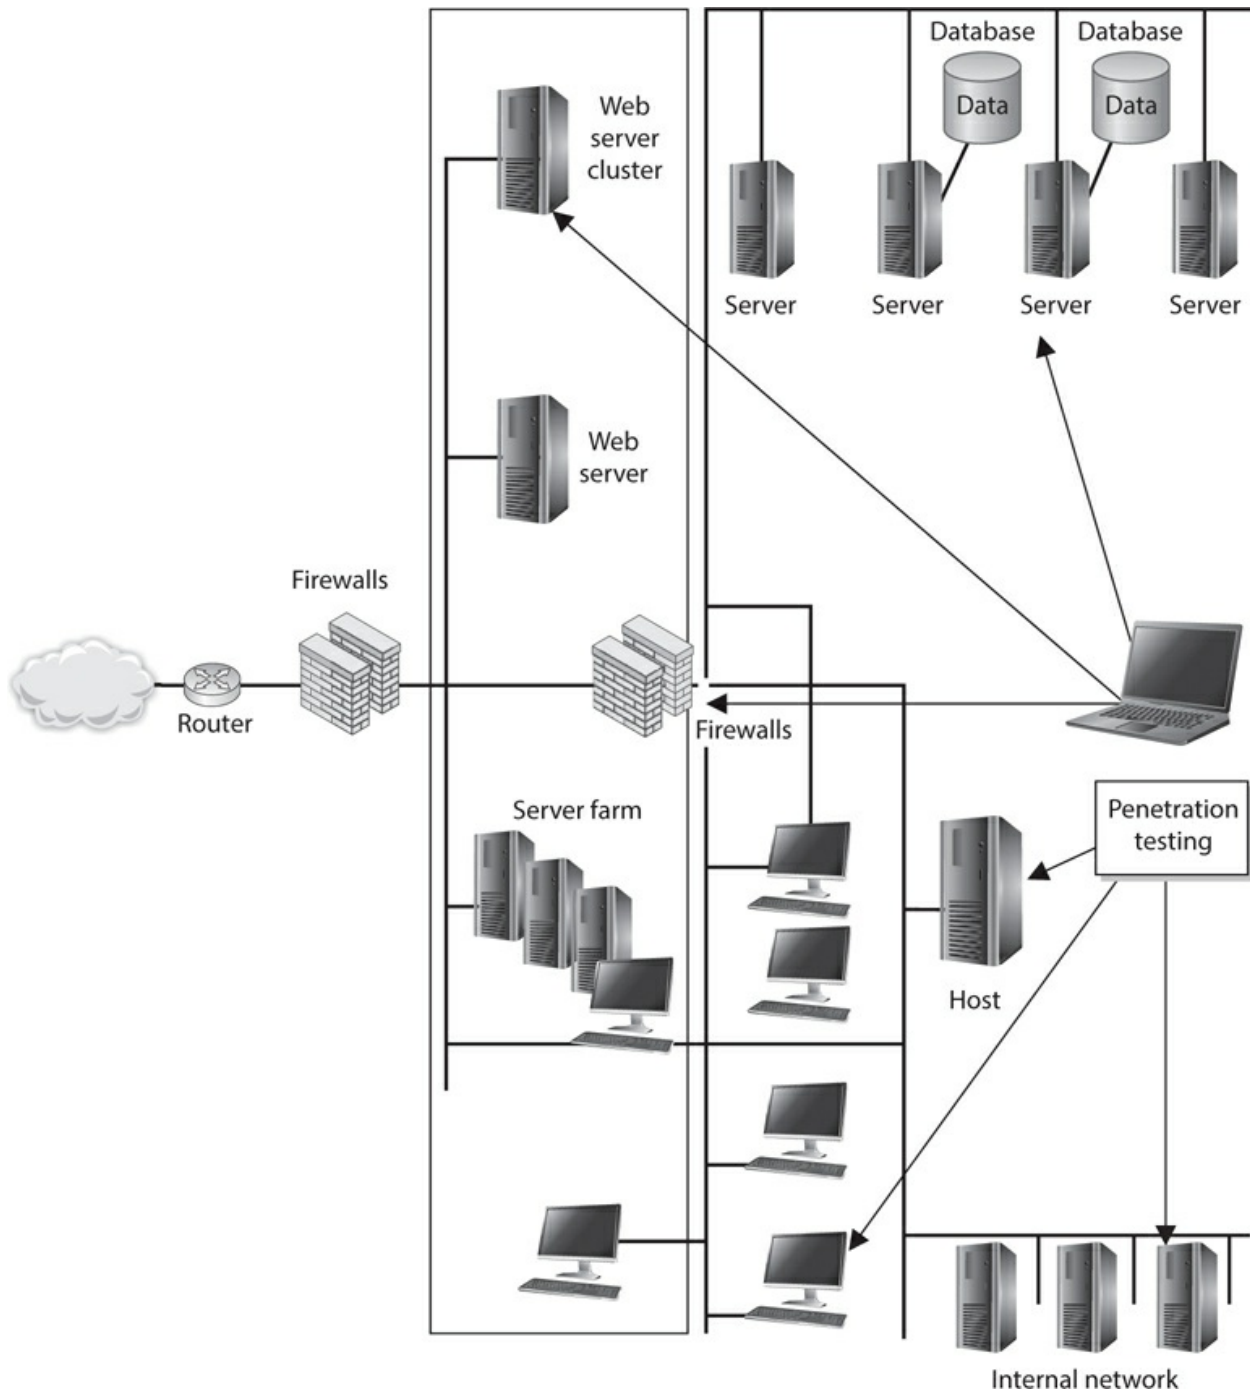 Database
Database
Data
Data
Web
server
cluster
Server
Server
Server
Server
Web
server
Firewalls
Router
Firewalls
Server farm
Penetration
testing
Host
Internal network